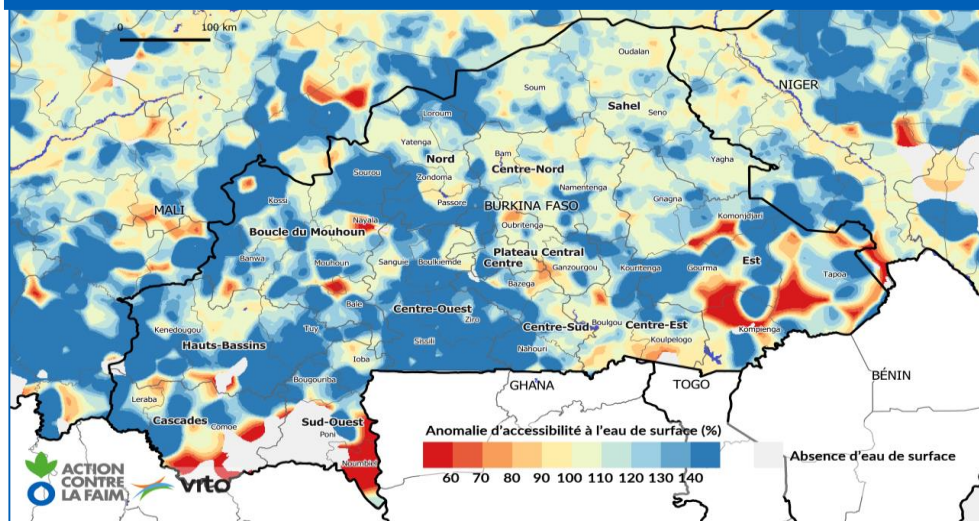 0 100 km
Oudalan
NIGER
Soum
Sahel
Loroum
Seno
Yatenga
Bam
Nord
Yagha
Centre-Nord
Sourou
Zondoma
Namentenga
Kossi
Passore
Gnagna
MALI
BURKINA FASO
Komondjari
Nayala
Oubritenga
Boucle du Mouhoun
Plateau Central
Banwa
Mouhoun
Sanguie
Boulkiemde
Centre
Ganzourgou
Kouritenga
Gourma
Est
Tapoa
Bazega
Bale
Centre-Ouest
Kenedougou
Tuy
Ziro
Centre-Sud
Boulgou
Centre-Est
Kompienga
Hauts-Bassins
Sissili
Koulpelogo
Ioba
Nahouri
Bougouriba
GHANA
TOGO
BÉNIN
Leraba
Cascades
Comoe
Sud-Ouest
Poni
Noumbiel
Anomalie d'accessibilité à l'eau de surface (%)
60 70 80 90 100 110 120 130 140
Absence d'eau de surface
ACTION
CONTRE
LA FAIM
vito